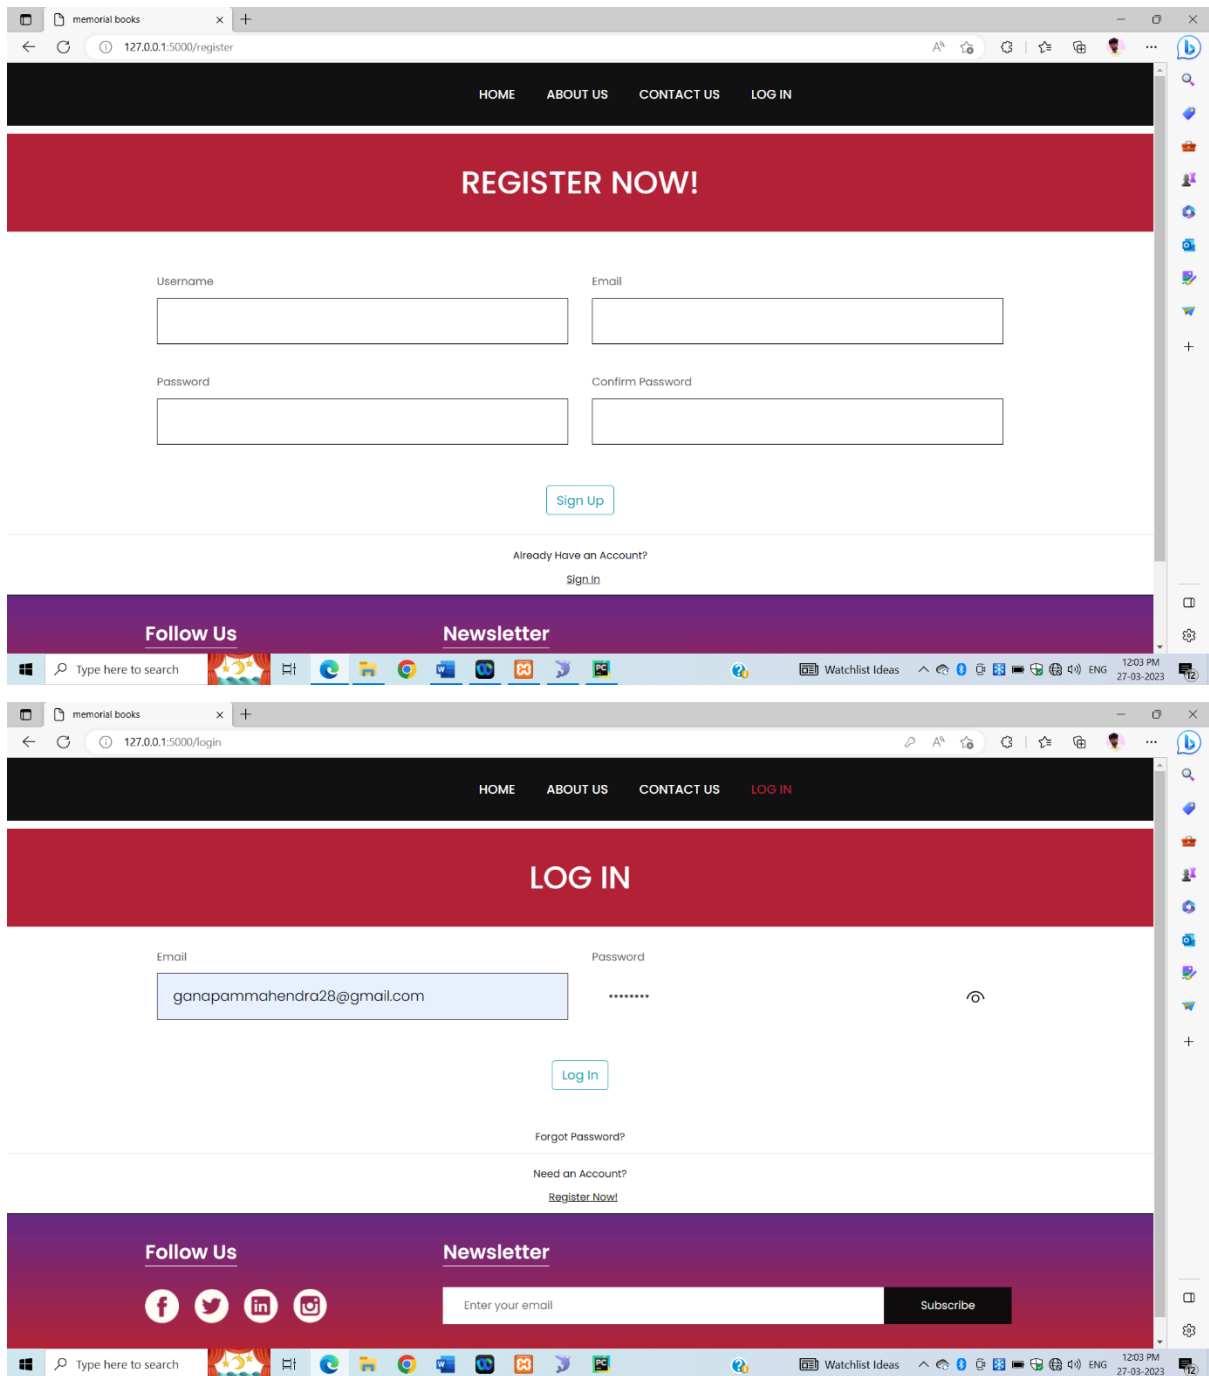 memorial books
127.0.0.1:5000/register
HOME ABOUT US CONTACT US LOG IN
REGISTER NOW!
Username Email
Password Confirm Password
Sign Up
Already Have an Account?
Sign In
Follow Us Newsletter
Type here to search Watchlist Ideas ENG 12:03 PM
27-03-2023 12
memorial books
127.0.0.1:5000/login
HOME ABOUT US CONTACT US LOG IN
LOG IN
Email Password
ganapammahendra28@gmail.com ••••••••
Log In
Forgot Password?
Need an Account?
Register Now!
Follow Us Newsletter
Enter your email Subscribe
Type here to search Watchlist Ideas ENG 12:03 PM
27-03-2023 12